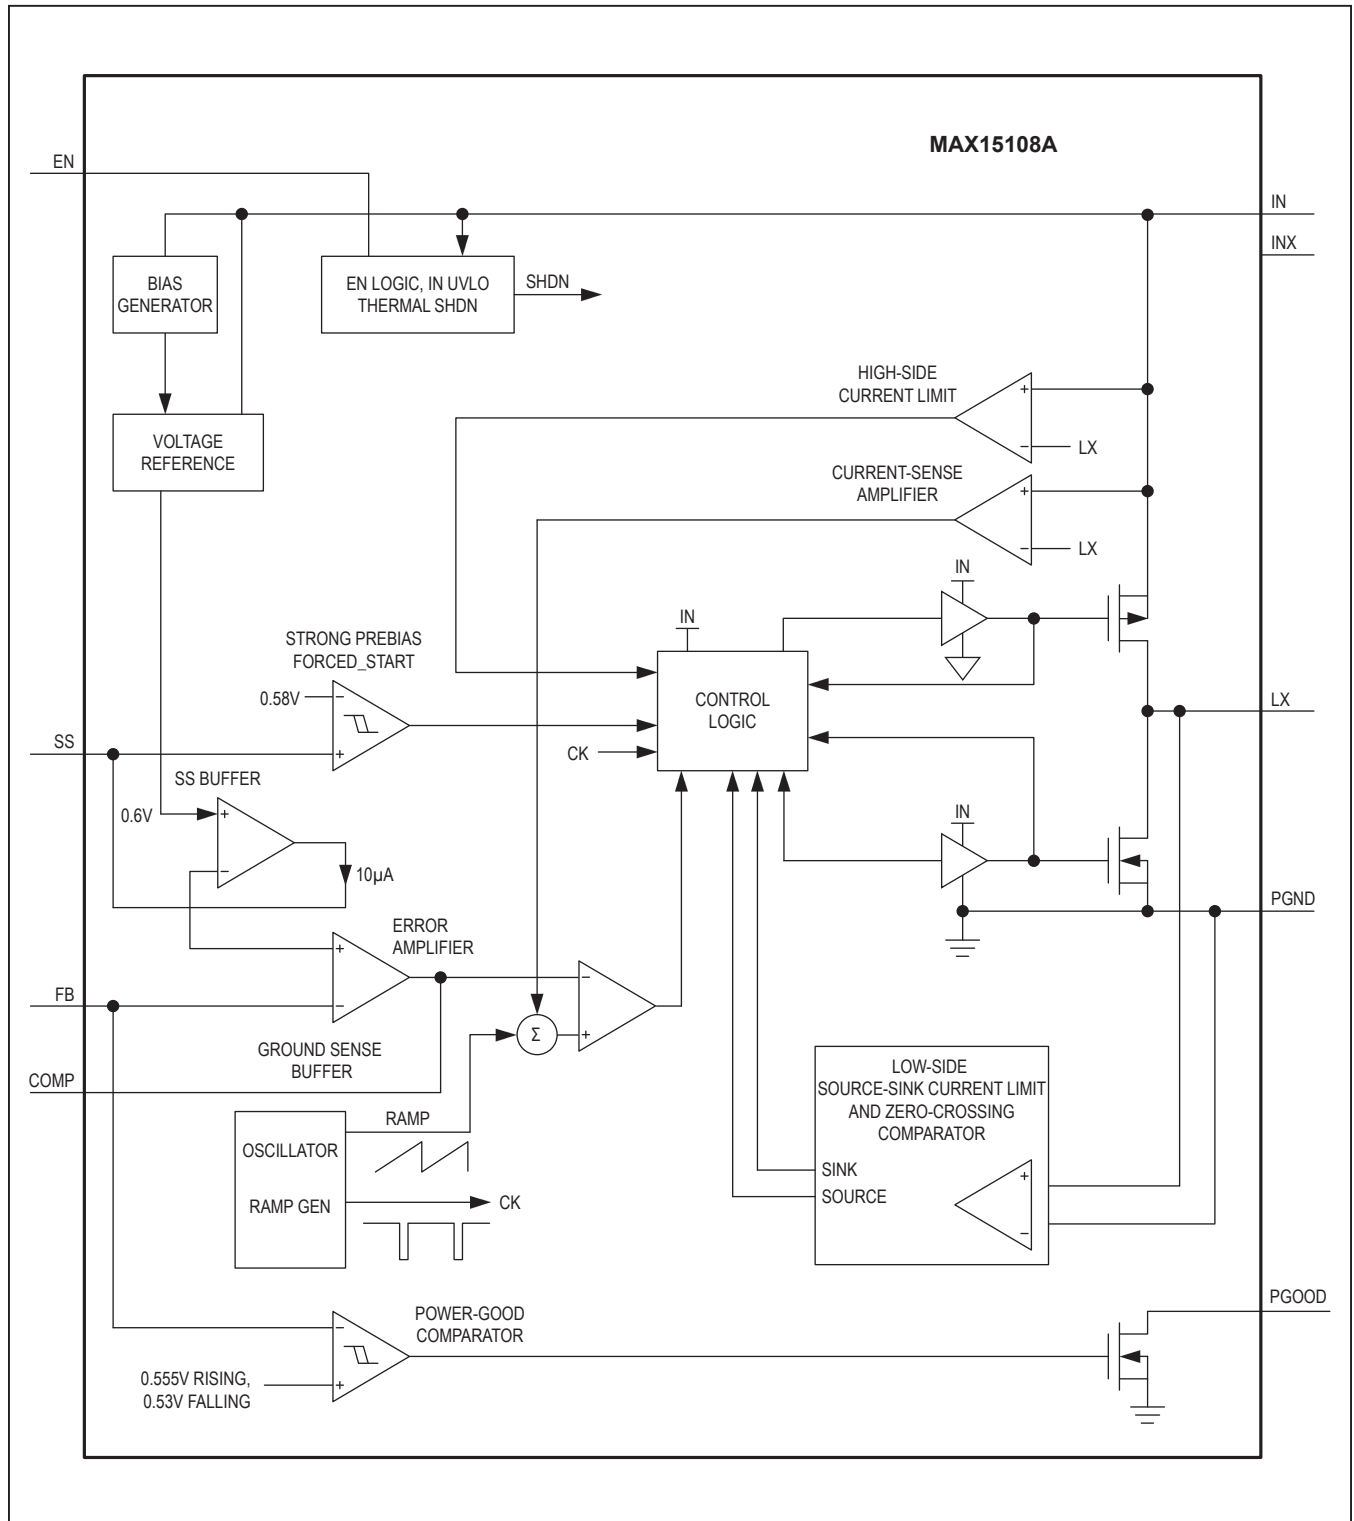 MAX15108A
EN
IN
INX
BIAS
GENERATOR
EN LOGIC, IN UVLO
THERMAL SHDN
SHDN
HIGH-SIDE
CURRENT LIMIT
+
−
LX
VOLTAGE
REFERENCE
CURRENT-SENSE
AMPLIFIER
+
−
LX
IN
IN
STRONG PREBIAS
FORCED_START
0.58V
−
+
CONTROL
LOGIC
CK
LX
SS
SS BUFFER
0.6V
+
−
10µA
IN
PGND
ERROR
AMPLIFIER
+
−
FB
−
+
Σ
GROUND SENSE
BUFFER
COMP
RAMP
OSCILLATOR
RAMP GEN
CK
LOW-SIDE
SOURCE-SINK CURRENT LIMIT
AND ZERO-CROSSING
COMPARATOR
SINK
SOURCE
+
−
PGOOD
POWER-GOOD
COMPARATOR
−
+
0.555V RISING,
0.53V FALLING